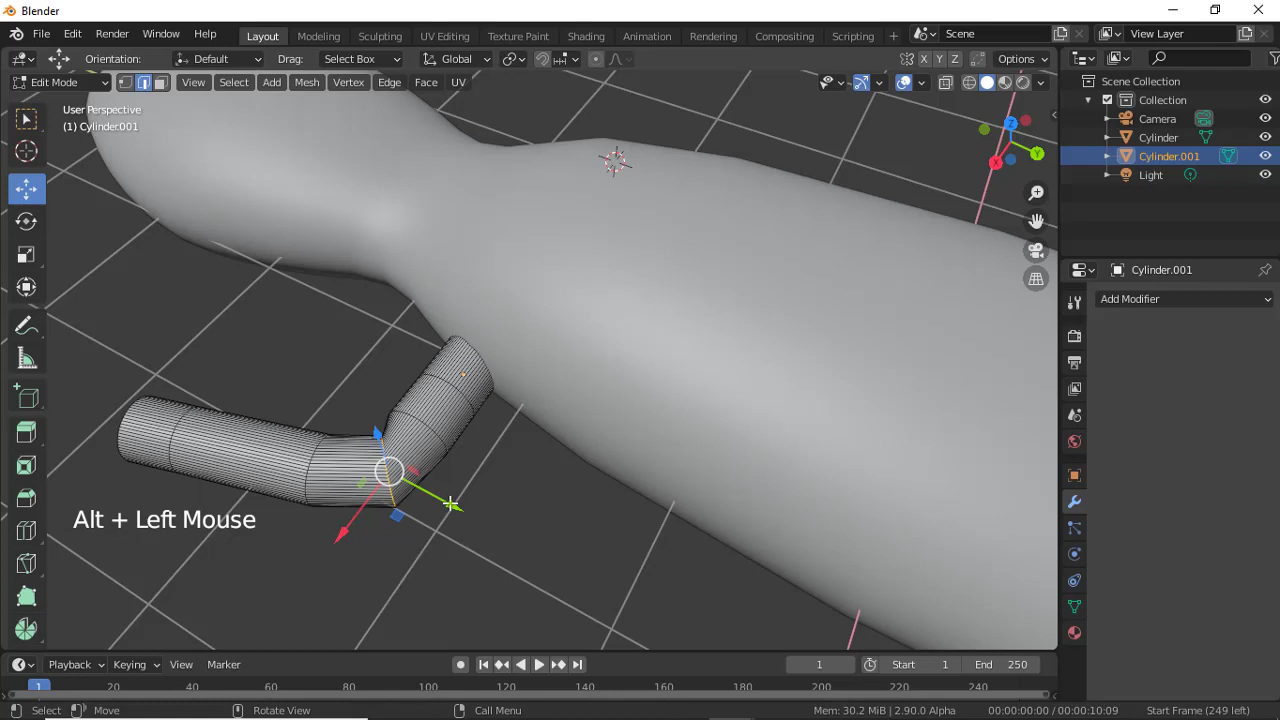 Blender
File Edit Render Window Help Layout Modeling Sculpting UV Editing Texture Paint Shading Animation Rendering Compositing Scripting + Scene View Layer
Orientation: Default Drag: Select Box Global X Y Z Options
Edit Mode View Select Add Mesh Vertex Edge Face UV
User Perspective
(1) Cylinder.001
Z
Y
X
Alt + Left Mouse
Scene Collection
Collection
Camera
Cylinder
Cylinder.001
Light
Cylinder.001
Add Modifier
Playback Keying View Marker 1 Start 1 End 250
1 20 40 60 80 100 120 140 160 180 200 220 240
Select Move Rotate View Call Menu Mem: 30.2 MiB | 2.90.0 Alpha 00:00:00:00 / 00:00:10:09 Start Frame (249 left)